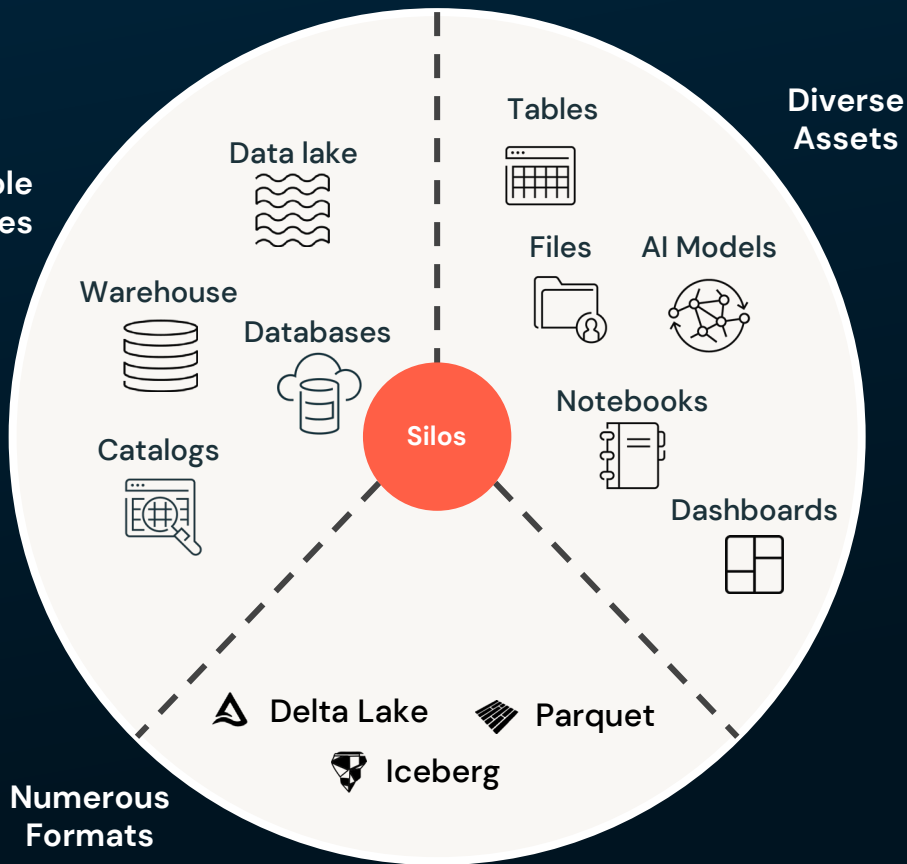 Diverse
Assets
Tables
Data lake
Files
AI Models
Warehouse
Databases
Notebooks
Silos
Catalogs
Dashboards
Delta Lake
Parquet
Iceberg
Numerous
Formats